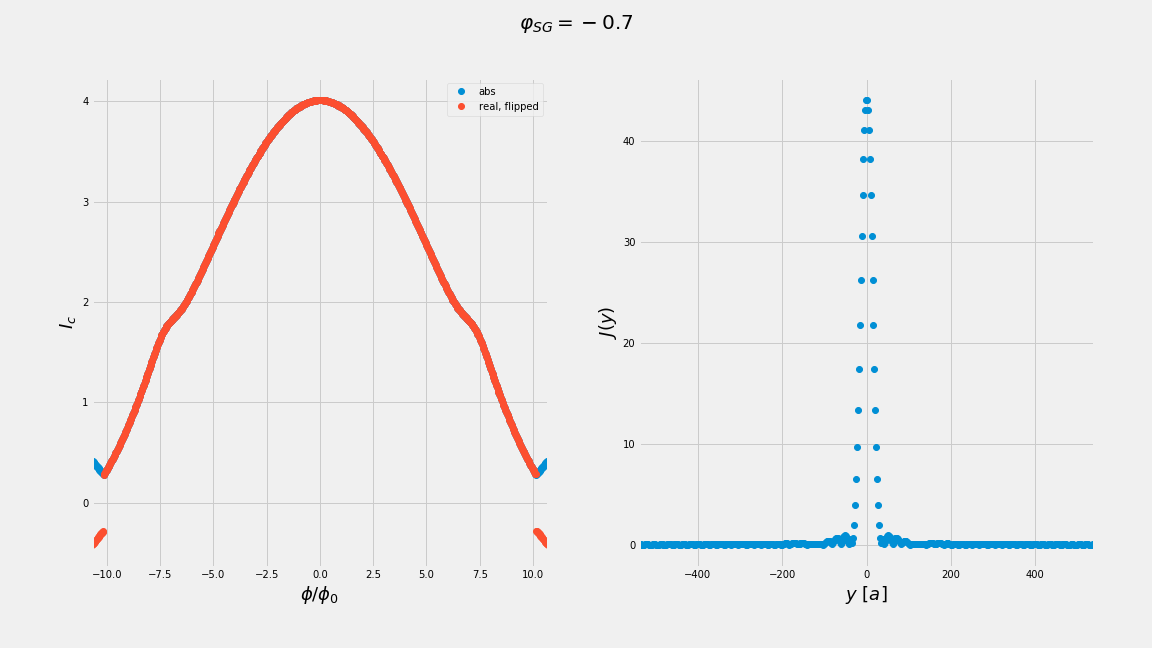 φ_SG = −0.7
abs
real, flipped
I_c
4
3
2
1
0
−10.0 −7.5 −5.0 −2.5 0.0 2.5 5.0 7.5 10.0
ϕ/ϕ_0
J(y)
40
30
20
10
0
−400 −200 0 200 400
y [a]